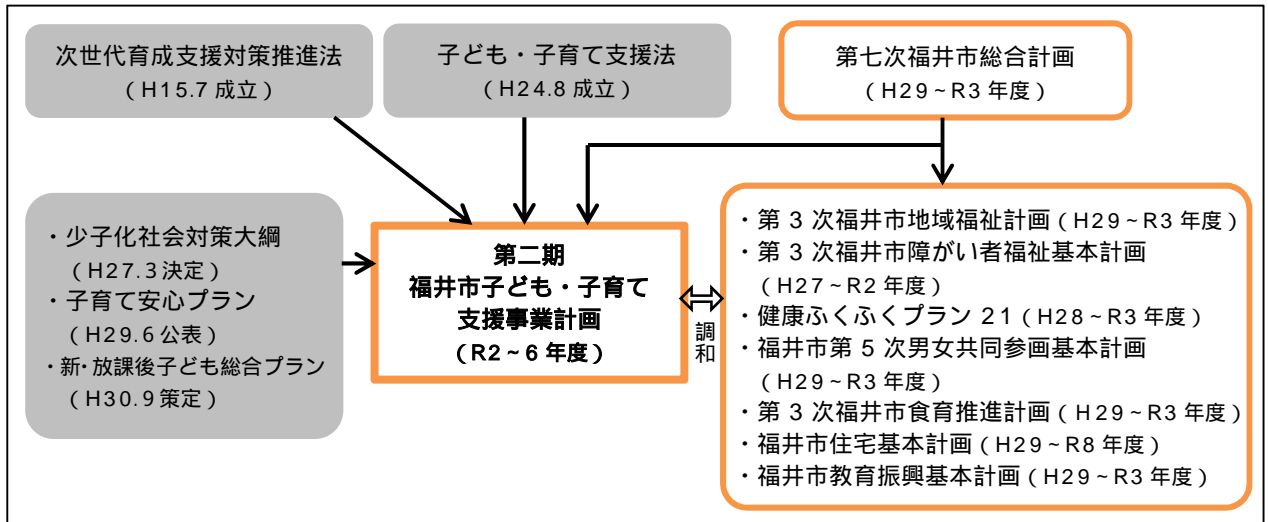 次世代育成支援対策推進法
（H15.7 成立）
子ども・子育て支援法
（H24.8 成立）
第七次福井市総合計画
（H29~R3 年度）
・少子化社会対策大綱
（H27.3 決定）
・子育て安心プラン
（H29.6 公表）
・新・放課後子ども総合プラン
（H30.9 策定）
第二期
福井市子ども・子育て
支援事業計画
（R2~6 年度）
調和
・第 3 次福井市地域福祉計画（H29~R3 年度）
・第 3 次福井市障がい者福祉基本計画
（H27~R2 年度）
・健康ふくふくプラン 21（H28~R3 年度）
・福井市第 5 次男女共同参画基本計画
（H29~R3 年度）
・第 3 次福井市食育推進計画（H29~R3 年度）
・福井市住宅基本計画（H29~R8 年度）
・福井市教育振興基本計画（H29~R3 年度）